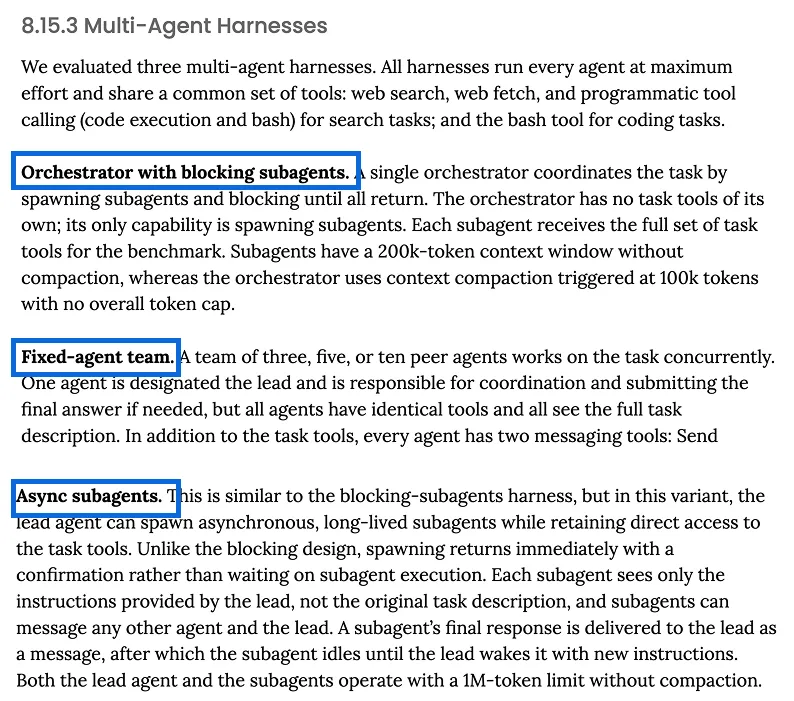 8.15.3 Multi-Agent Harnesses
We evaluated three multi-agent harnesses. All harnesses run every agent at maximum
effort and share a common set of tools: web search, web fetch, and programmatic tool
calling (code execution and bash) for search tasks; and the bash tool for coding tasks.
Orchestrator with blocking subagents. A single orchestrator coordinates the task by
spawning subagents and blocking until all return. The orchestrator has no task tools of its
own; its only capability is spawning subagents. Each subagent receives the full set of task
tools for the benchmark. Subagents have a 200k-token context window without
compaction, whereas the orchestrator uses context compaction triggered at 100k tokens
with no overall token cap.
Fixed-agent team. A team of three, five, or ten peer agents works on the task concurrently.
One agent is designated the lead and is responsible for coordination and submitting the
final answer if needed, but all agents have identical tools and all see the full task
description. In addition to the task tools, every agent has two messaging tools: Send
Async subagents. This is similar to the blocking-subagents harness, but in this variant, the
lead agent can spawn asynchronous, long-lived subagents while retaining direct access to
the task tools. Unlike the blocking design, spawning returns immediately with a
confirmation rather than waiting on subagent execution. Each subagent sees only the
instructions provided by the lead, not the original task description, and subagents can
message any other agent and the lead. A subagent's final response is delivered to the lead as
a message, after which the subagent idles until the lead wakes it with new instructions.
Both the lead agent and the subagents operate with a 1M-token limit without compaction.